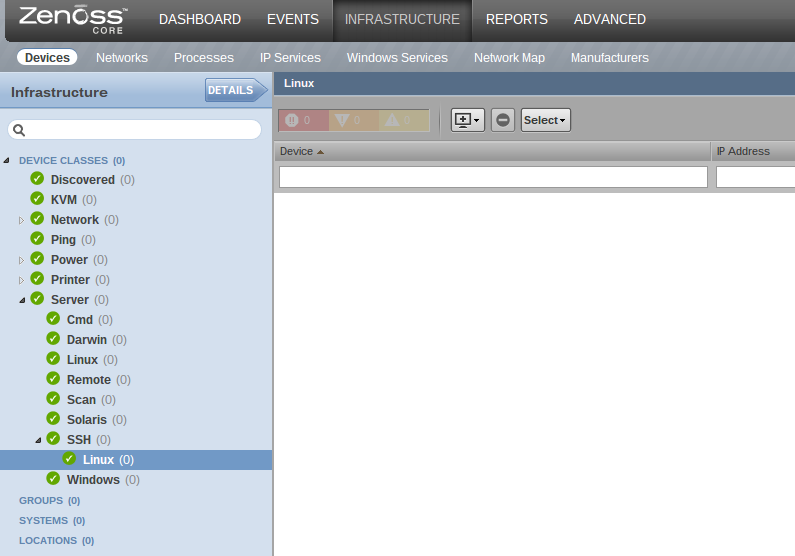 Zenoss™ DASHBOARD EVENTS INFRASTRUCTURE REPORTS ADVANCED
CORE
Devices Networks Processes IP Services Windows Services Network Map Manufacturers
Infrastructure DETAILS
Linux
0 0 0 Select
Device IP Address
DEVICE CLASSES (0)
Discovered (0)
KVM (0)
Network (0)
Ping (0)
Power (0)
Printer (0)
Server (0)
Cmd (0)
Darwin (0)
Linux (0)
Remote (0)
Scan (0)
Solaris (0)
SSH (0)
Linux (0)
Windows (0)
GROUPS (0)
SYSTEMS (0)
LOCATIONS (0)